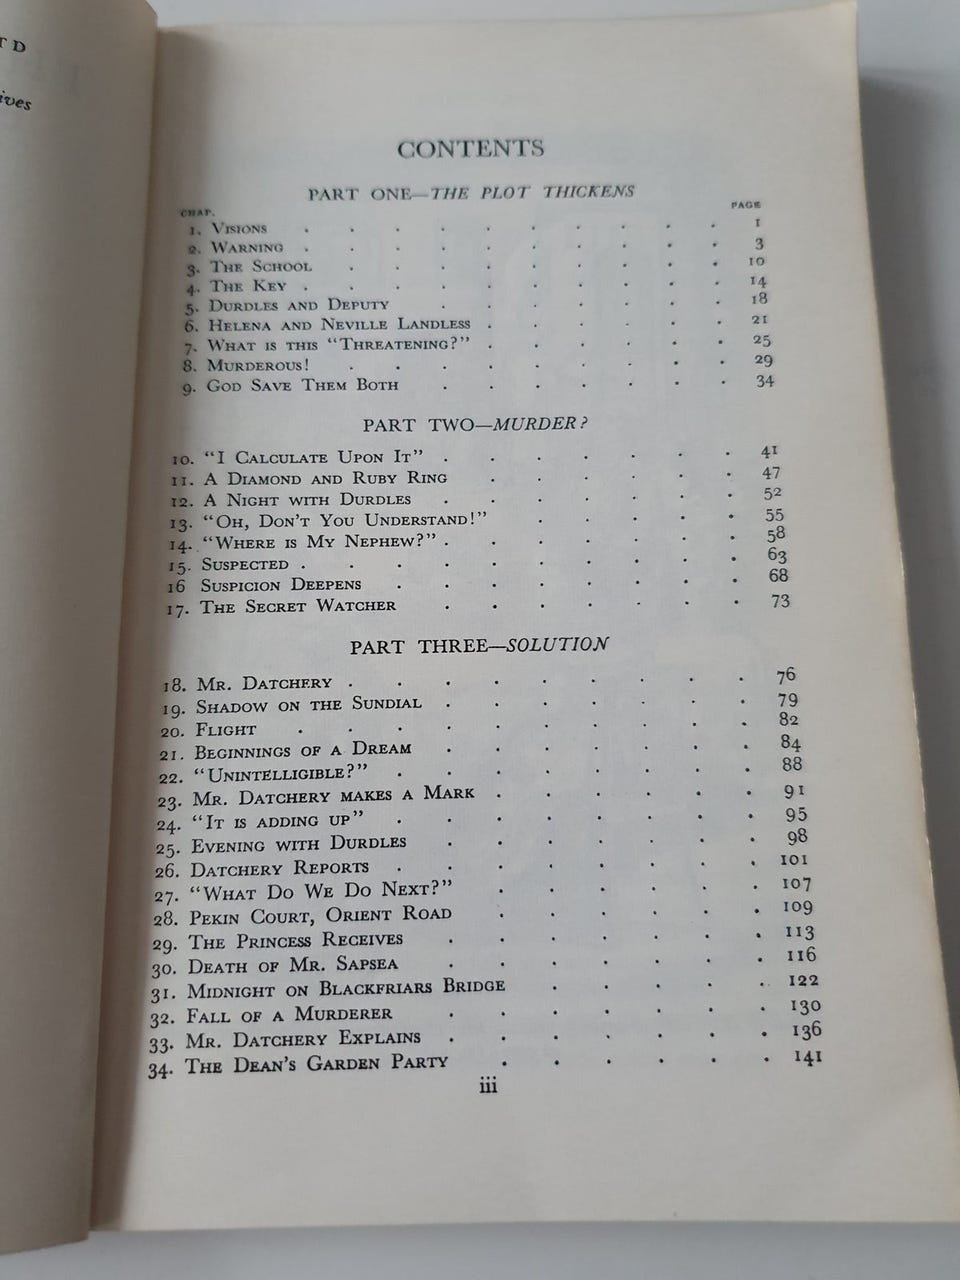 TD
ives
CONTENTS
PART ONE—THE PLOT THICKENS
CHAP. PAGE
1. Visions . . . . . . 1
2. Warning . . . . . . 3
3. The School . . . . . 10
4. The Key . . . . . . 14
5. Durdles and Deputy . . . . 18
6. Helena and Neville Landless . . . . 21
7. What is this "Threatening?" . . . . 25
8. Murderous! . . . . . 29
9. God Save Them Both . . . . 34
PART TWO—MURDER?
10. "I Calculate Upon It" . . . . . 41
11. A Diamond and Ruby Ring . . . . 47
12. A Night with Durdles . . . . . 52
13. "Oh, Don't You Understand!" . . . . 55
14. "Where is My Nephew?" . . . . . 58
15. Suspected . . . . . . 63
16 Suspicion Deepens . . . . . 68
17. The Secret Watcher . . . . . 73
PART THREE—SOLUTION
18. Mr. Datchery . . . . . . 76
19. Shadow on the Sundial . . . . . 79
20. Flight . . . . . . 82
21. Beginnings of a Dream . . . . . 84
22. "Unintelligible?" . . . . . 88
23. Mr. Datchery makes a Mark . . . . 91
24. "It is adding up" . . . . . 95
25. Evening with Durdles . . . . . 98
26. Datchery Reports . . . . . 101
27. "What Do We Do Next?" . . . . 107
28. Pekin Court, Orient Road . . . . 109
29. The Princess Receives . . . . . 113
30. Death of Mr. Sapsea . . . . . 116
31. Midnight on Blackfriars Bridge . . . . 122
32. Fall of a Murderer . . . . . 130
33. Mr. Datchery Explains . . . . . 136
34. The Dean's Garden Party . . . . 141
iii